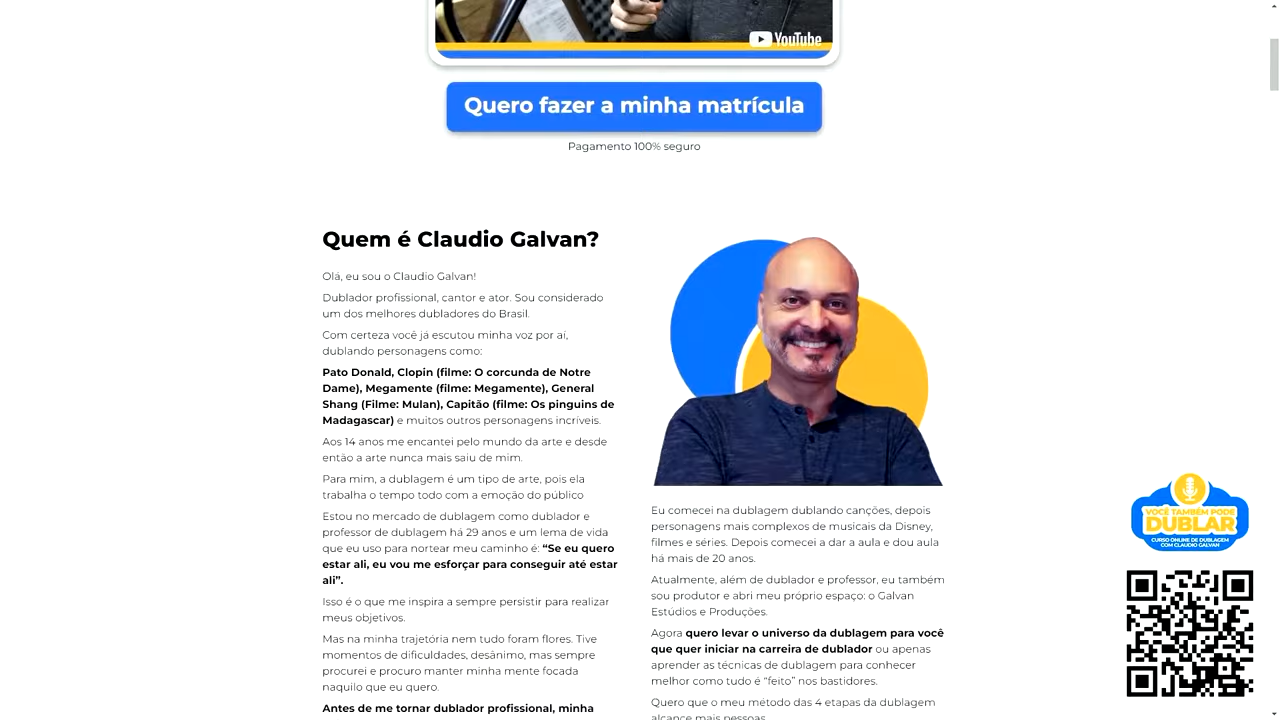 YouTube
Quero fazer a minha matrícula
Pagamento 100% seguro
Quem é Claudio Galvan?
Olá, eu sou o Claudio Galvan!
Dublador profissional, cantor e ator. Sou considerado
um dos melhores dubladores do Brasil.
Com certeza você já escutou minha voz por aí,
dublando personagens como:
Pato Donald, Clopin (filme: O corcunda de Notre
Dame), Megamente (filme: Megamente), General
Shang (Filme: Mulan), Capitão (filme: Os pinguins de
Madagascar) e muitos outros personagens incríveis.
Aos 14 anos me encantei pelo mundo da arte e desde
então a arte nunca mais saiu de mim.
Para mim, a dublagem é um tipo de arte, pois ela
trabalha o tempo todo com a emoção do público
Estou no mercado de dublagem como dublador e
professor de dublagem há 29 anos e um lema de vida
que eu uso para nortear meu caminho é: “Se eu quero
estar ali, eu vou me esforçar para conseguir até estar
ali”.
Isso é o que me inspira a sempre persistir para realizar
meus objetivos.
Mas na minha trajetória nem tudo foram flores. Tive
momentos de dificuldades, desânimo, mas sempre
procurei e procuro manter minha mente focada
naquilo que eu quero.
Antes de me tornar dublador profissional, minha
Eu comecei na dublagem dublando canções, depois
personagens mais complexos de musicais da Disney,
filmes e séries. Depois comecei a dar a aula e dou aula
há mais de 20 anos.
Atualmente, além de dublador e professor, eu também
sou produtor e abri meu próprio espaço: o Galvan
Estúdios e Produções.
Agora quero levar o universo da dublagem para você
que quer iniciar na carreira de dublador ou apenas
aprender as técnicas de dublagem para conhecer
melhor como tudo é “feito” nos bastidores.
Quero que o meu método das 4 etapas da dublagem
alcance mais pessoas
VOCÊ TAMBÉM PODE
DUBLAR
CURSO ONLINE DE DUBLAGEM
COM CLAUDIO GALVAN